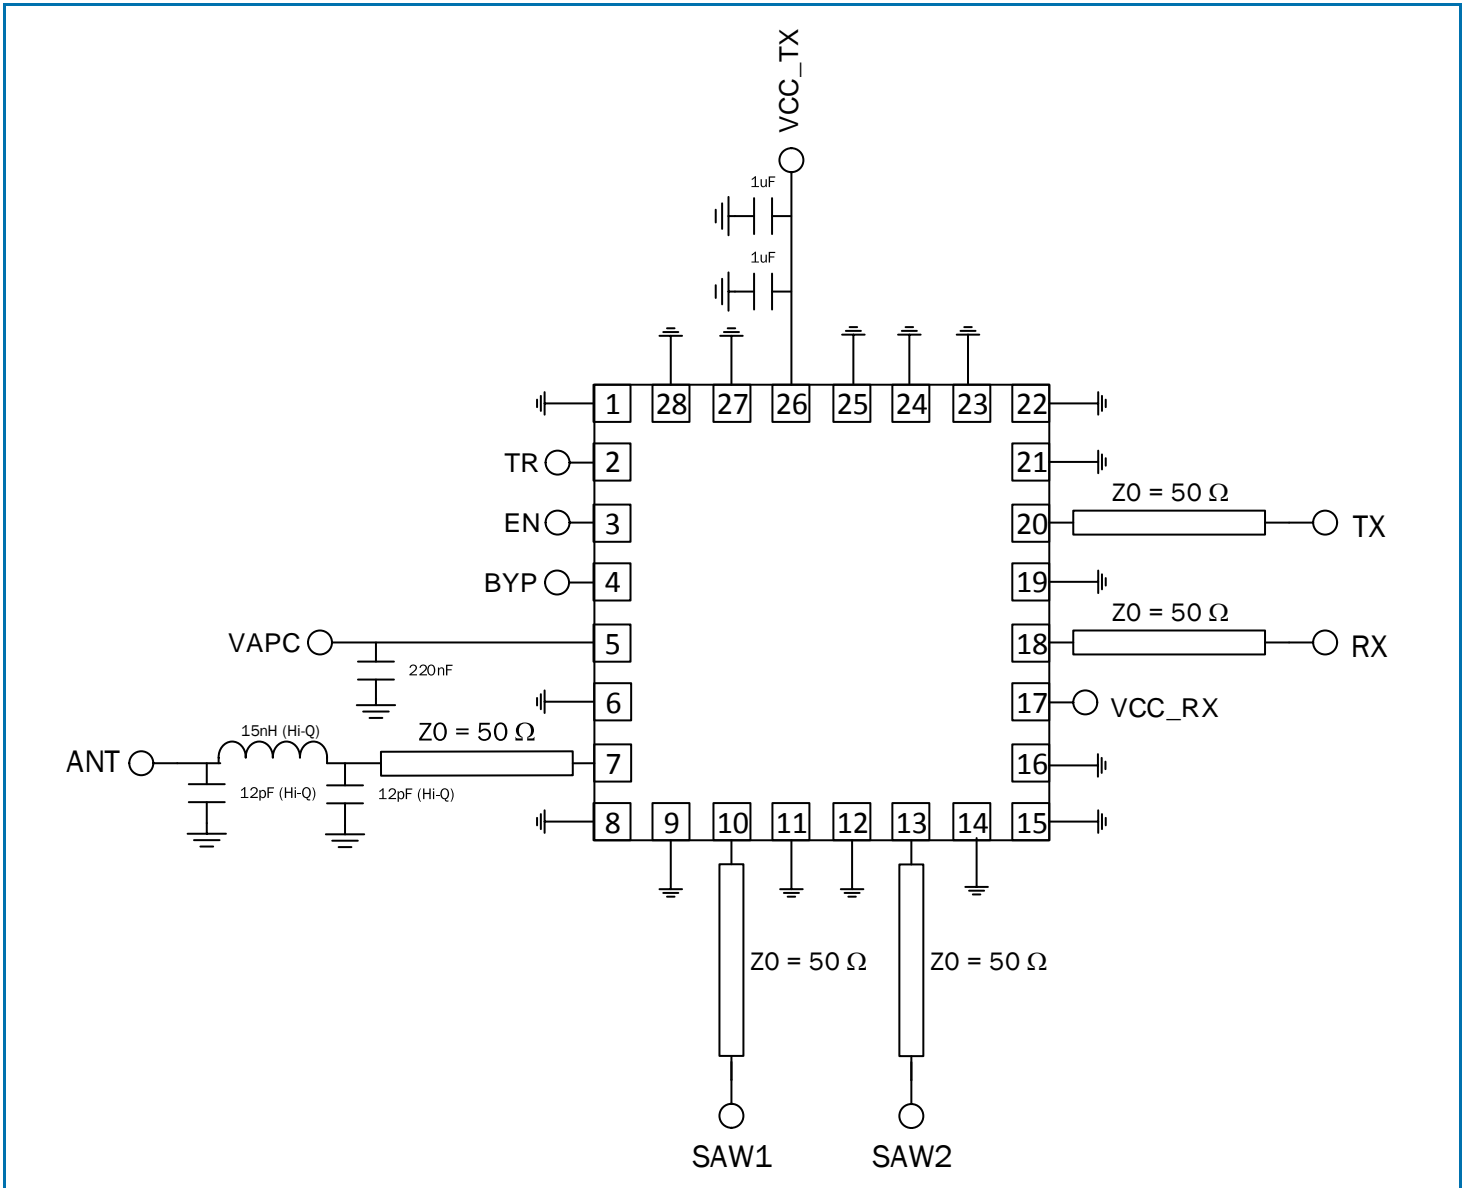 VCC_TX
1uF
1uF
1 28 27 26 25 24 23 22
TR 2 21
Z0 = 50 Ω
EN 3 20 TX
BYP 4 19
Z0 = 50 Ω
VAPC 5 18 RX
220nF
6 17 VCC_RX
15nH (Hi-Q) Z0 = 50 Ω
ANT 7 16
12pF (Hi-Q) 12pF (Hi-Q)
8 9 10 11 12 13 14 15
Z0 = 50 Ω Z0 = 50 Ω
SAW1 SAW2